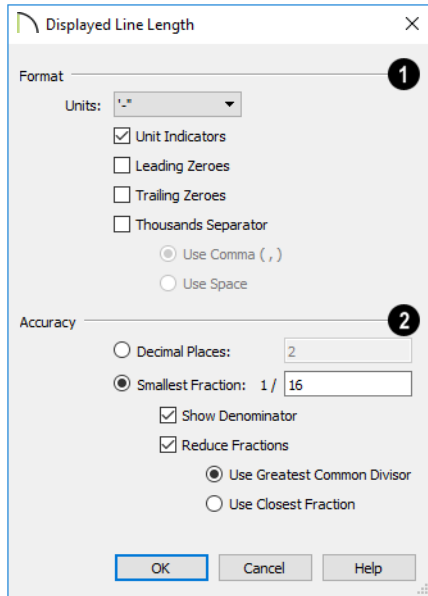 Displayed Line Length
Format
1
Units: '-"
Unit Indicators
Leading Zeroes
Trailing Zeroes
Thousands Separator
Use Comma ( , )
Use Space
Accuracy
2
Decimal Places: 2
Smallest Fraction: 1 / 16
Show Denominator
Reduce Fractions
Use Greatest Common Divisor
Use Closest Fraction
OK Cancel Help